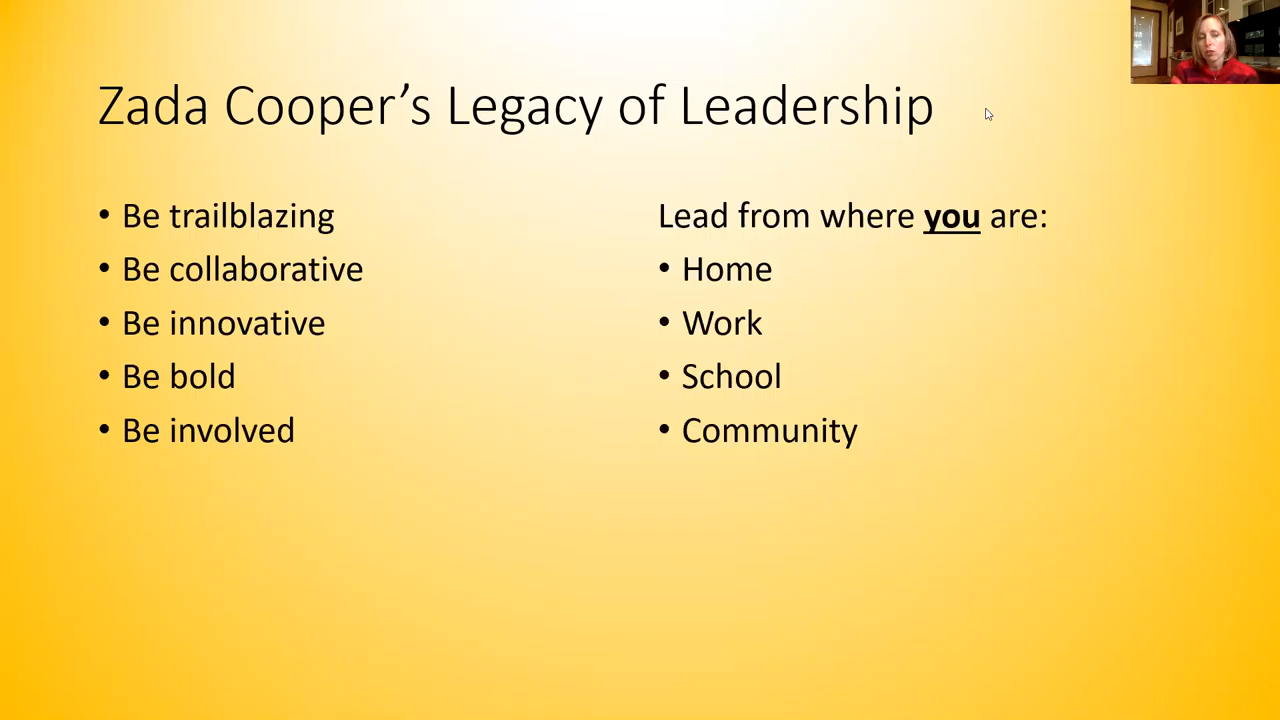 Zada Cooper’s Legacy of Leadership
• Be trailblazing
• Be collaborative
• Be innovative
• Be bold
• Be involved
Lead from where you are:
• Home
• Work
• School
• Community